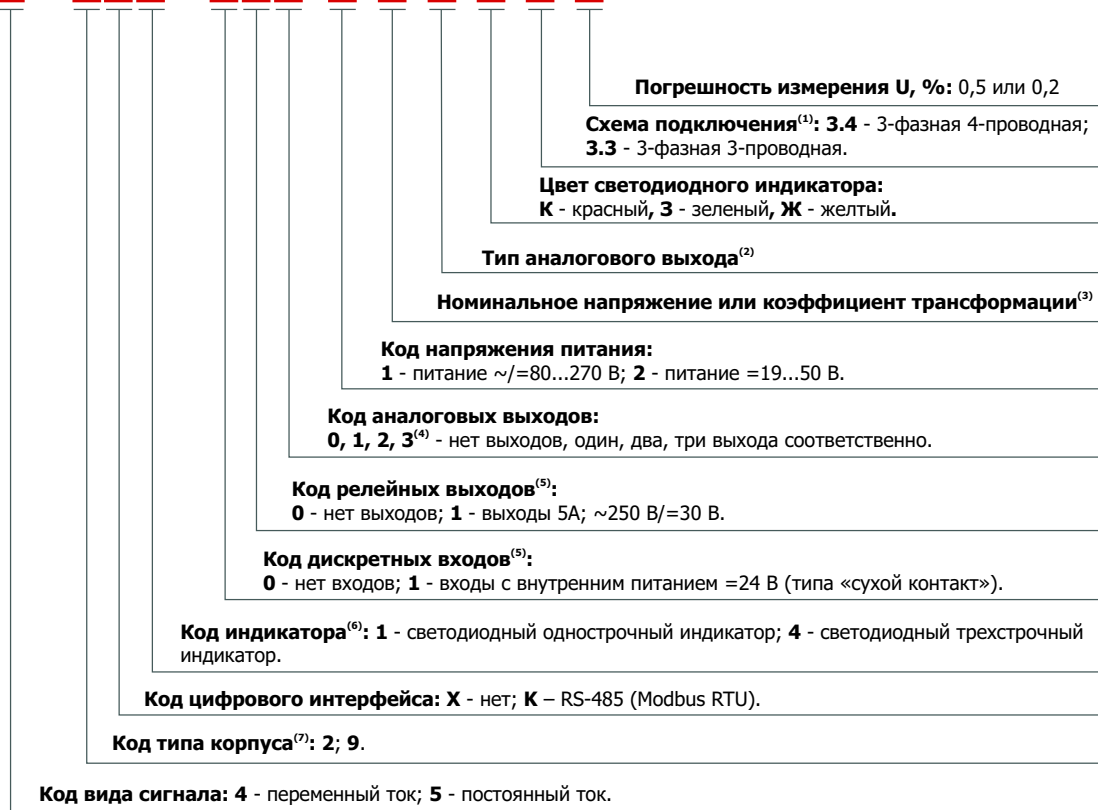 Погрешность измерения U, %: 0,5 или 0,2
Схема подключения(1): 3.4 - 3-фазная 4-проводная;
3.3 - 3-фазная 3-проводная.
Цвет светодиодного индикатора:
К - красный, З - зеленый, Ж - желтый.
Тип аналогового выхода(2)
Номинальное напряжение или коэффициент трансформации(3)
Код напряжения питания:
1 - питание ~/=80...270 В; 2 - питание =19...50 В.
Код аналоговых выходов:
0, 1, 2, 3(4) - нет выходов, один, два, три выхода соответственно.
Код релейных выходов(5):
0 - нет выходов; 1 - выходы 5А; ~250 В/=30 В.
Код дискретных входов(5):
0 - нет входов; 1 - входы с внутренним питанием =24 В (типа «сухой контакт»).
Код индикатора(6): 1 - светодиодный однострочный индикатор; 4 - светодиодный трехстрочный
индикатор.
Код цифрового интерфейса: X - нет; K – RS-485 (Modbus RTU).
Код типа корпуса(7): 2; 9.
Код вида сигнала: 4 - переменный ток; 5 - постоянный ток.